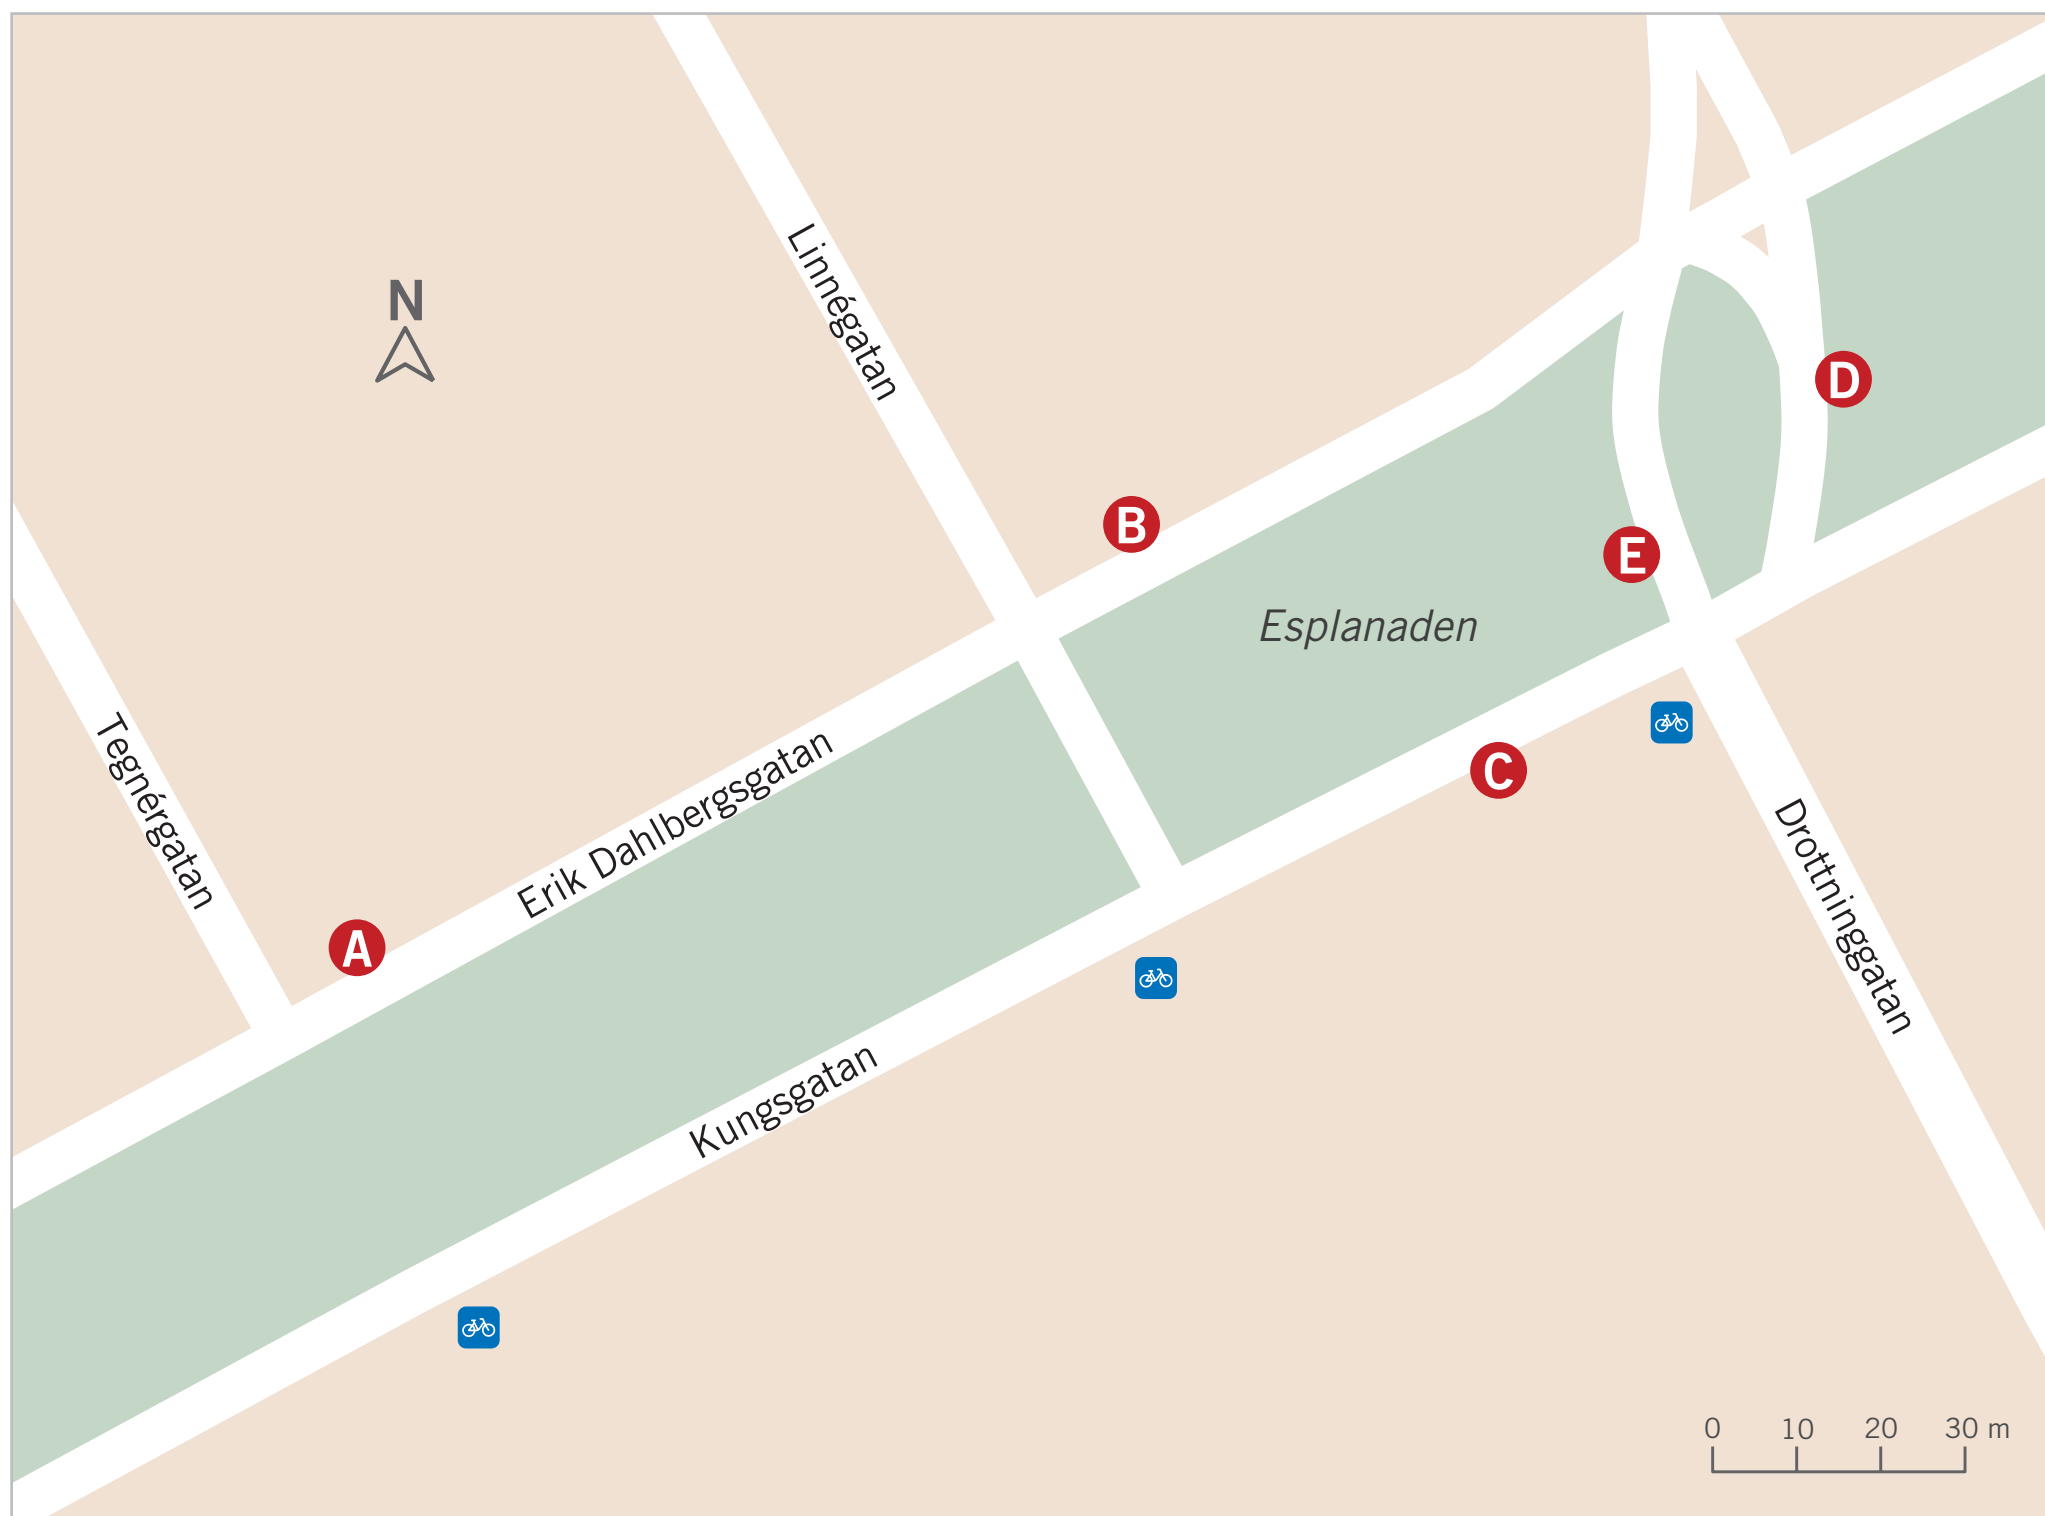 Linnégatan
N
D
B
E
Esplanaden
Tegnérgatan
Erik Dahlbergsgatan
C
Drottninggatan
A
Kungsgatan
0 10 20 30 m